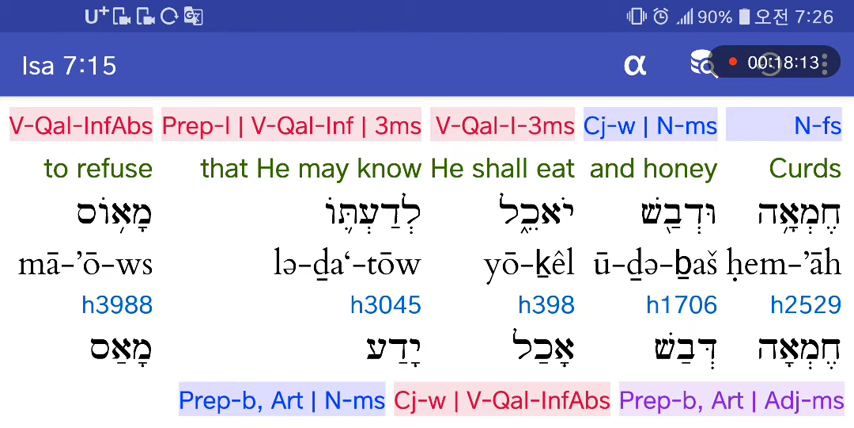 U+ 90% 오전 7:26
Isa 7:15 α 00:18:13
V-Qal-InfAbs Prep-l | V-Qal-Inf | 3ms V-Qal-I-3ms Cj-w | N-ms N-fs
to refuse that He may know He shall eat and honey Curds
חֶמְאָ֥ה וּדְבַ֖שׁ יֹאכֵ֑ל לְדַעְתּ֛וֹ מָא֥וֹס
mā-’ō-ws lə-ḏa‘-tōw yō-ḵêl ū-ḏə-ḇaš ḥem-’āh
h3988 h3045 h398 h1706 h2529
חֶמְאָה דְּבַשׁ אָכַל יָדַע מָאַס
Prep-b, Art | N-ms Cj-w | V-Qal-InfAbs Prep-b, Art | Adj-ms